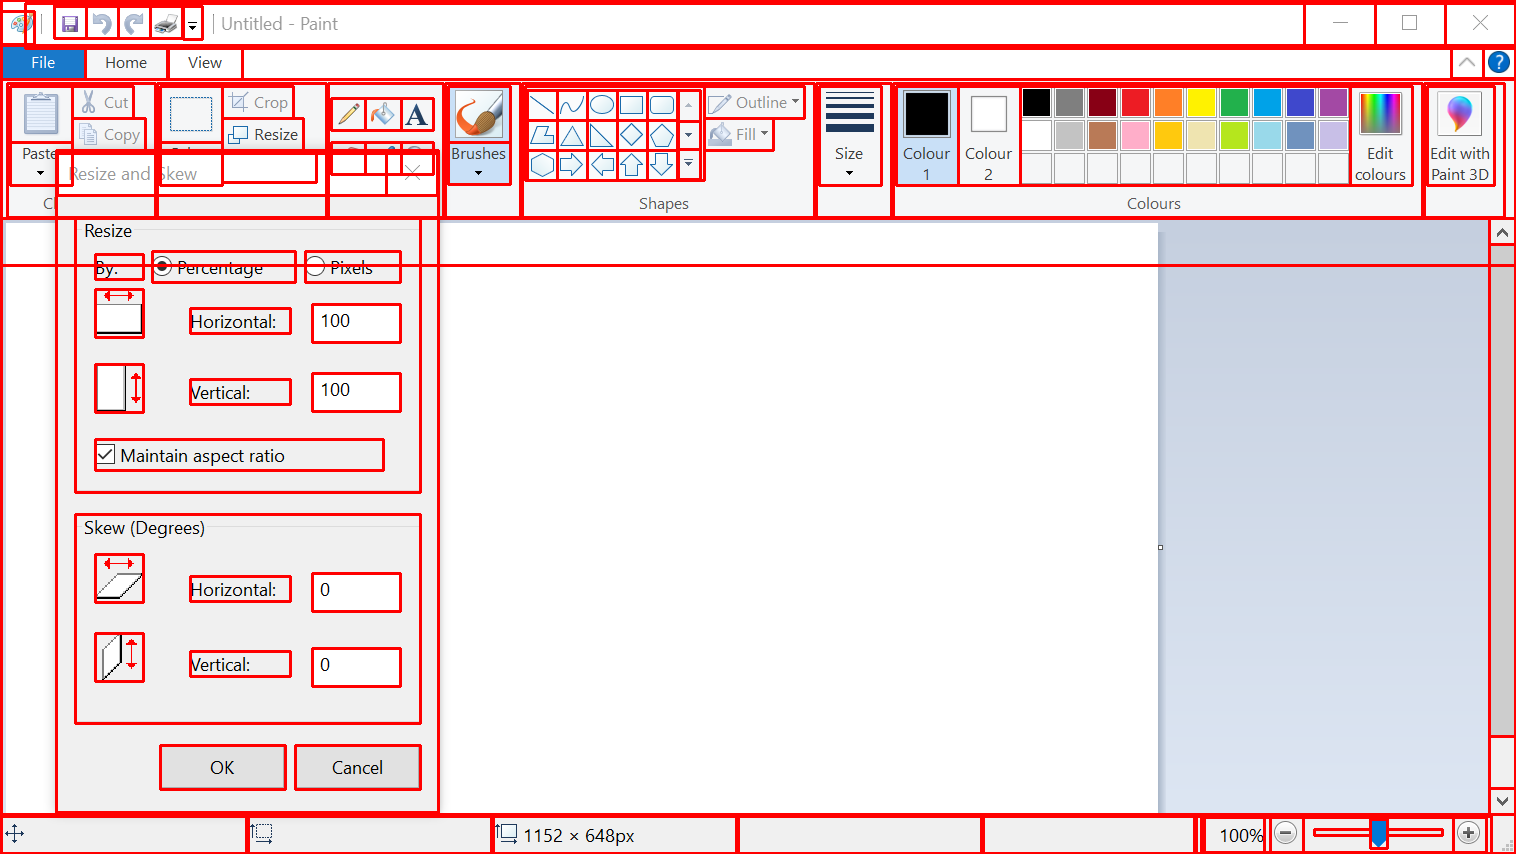 Untitled - Paint
File Home View
Cut
Copy
Paste
Crop
Resize
Brushes
Outline
Fill
Shapes
Size
Colour 1
Colour 2
Edit colours
Edit with Paint 3D
Colours
Resize and Skew
Resize
By: Percentage Pixels
Horizontal: 100
Vertical: 100
Maintain aspect ratio
Skew (Degrees)
Horizontal: 0
Vertical: 0
OK Cancel
1152 × 648px
100%